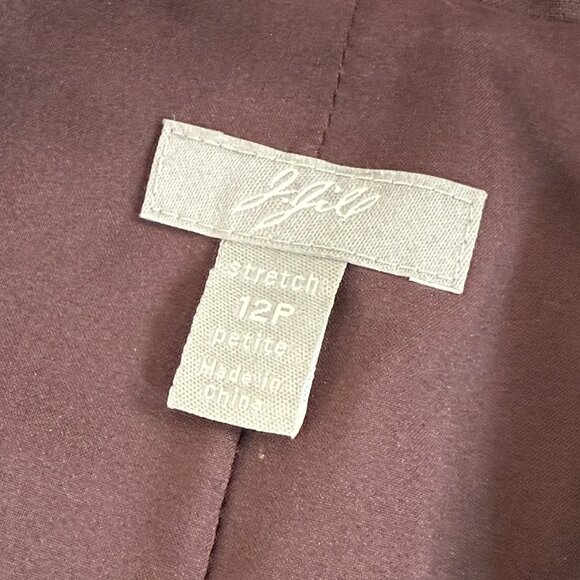 J.Jill
stretch
12P
petite
Made in
China